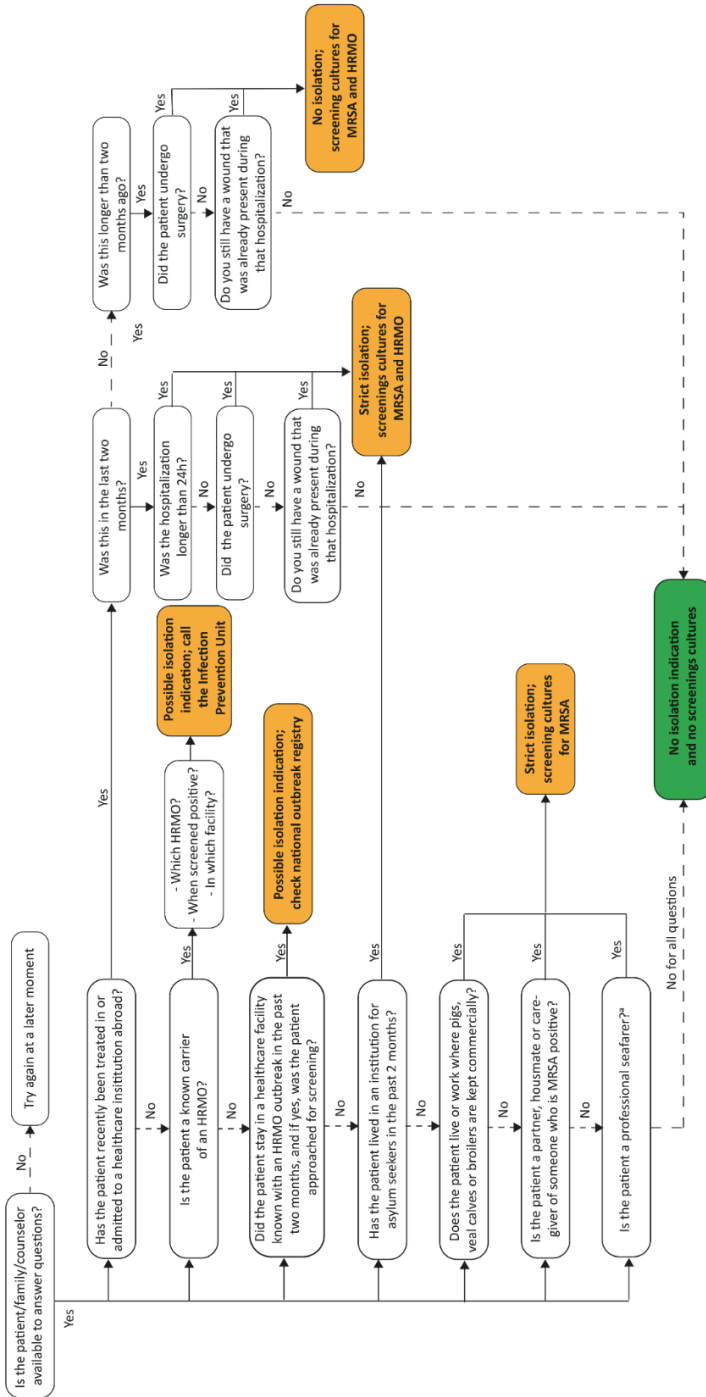 Is the patient/family/counselor
available to answer questions?
No
Try again at a later moment
Yes
Has the patient recently been treated in or
admitted to a healthcare insititution abroad?
Yes
Was this in the last two
months?
No
Yes
Was this longer than two
months ago?
Yes
Was the hospitalization
longer than 24h?
Yes
No
Did the patient undergo
surgery?
Yes
No
Do you still have a wound that
was already present during
that hospitalization?
Yes
No
Yes
Did the patient undergo
surgery?
Yes
No
Do you still have a wound that
was already present during
that hospitalization?
Yes
No
No isolation;
screening cultures for
MRSA and HRMO
No
Is the patient a known carrier
of an HRMO?
Yes
- Which HRMO?
- When screened positive?
- In which facility?
Possible isolation
indication; call
the Infection
Prevention Unit
No
Did the patient stay in a healthcare facility
known with an HRMO outbreak in the past
two months, and if yes, was the patient
approached for screening?
Yes
Possible isolation indication;
check national outbreak registry
No
Has the patient lived in an institution for
asylum seekers in the past 2 months?
Yes
Strict isolation;
screenings cultures for
MRSA and HRMO
No
Does the patient live or work where pigs,
veal calves or broilers are kept commercially?
Yes
No
Is the patient a partner, housmate or care-
giver of someone who is MRSA positive?
Yes
Strict isolation;
screening cultures
for MRSA
No
Is the patient a professional seafarer?ª
Yes
No for all questions
No isolation indication
and no screenings cultures